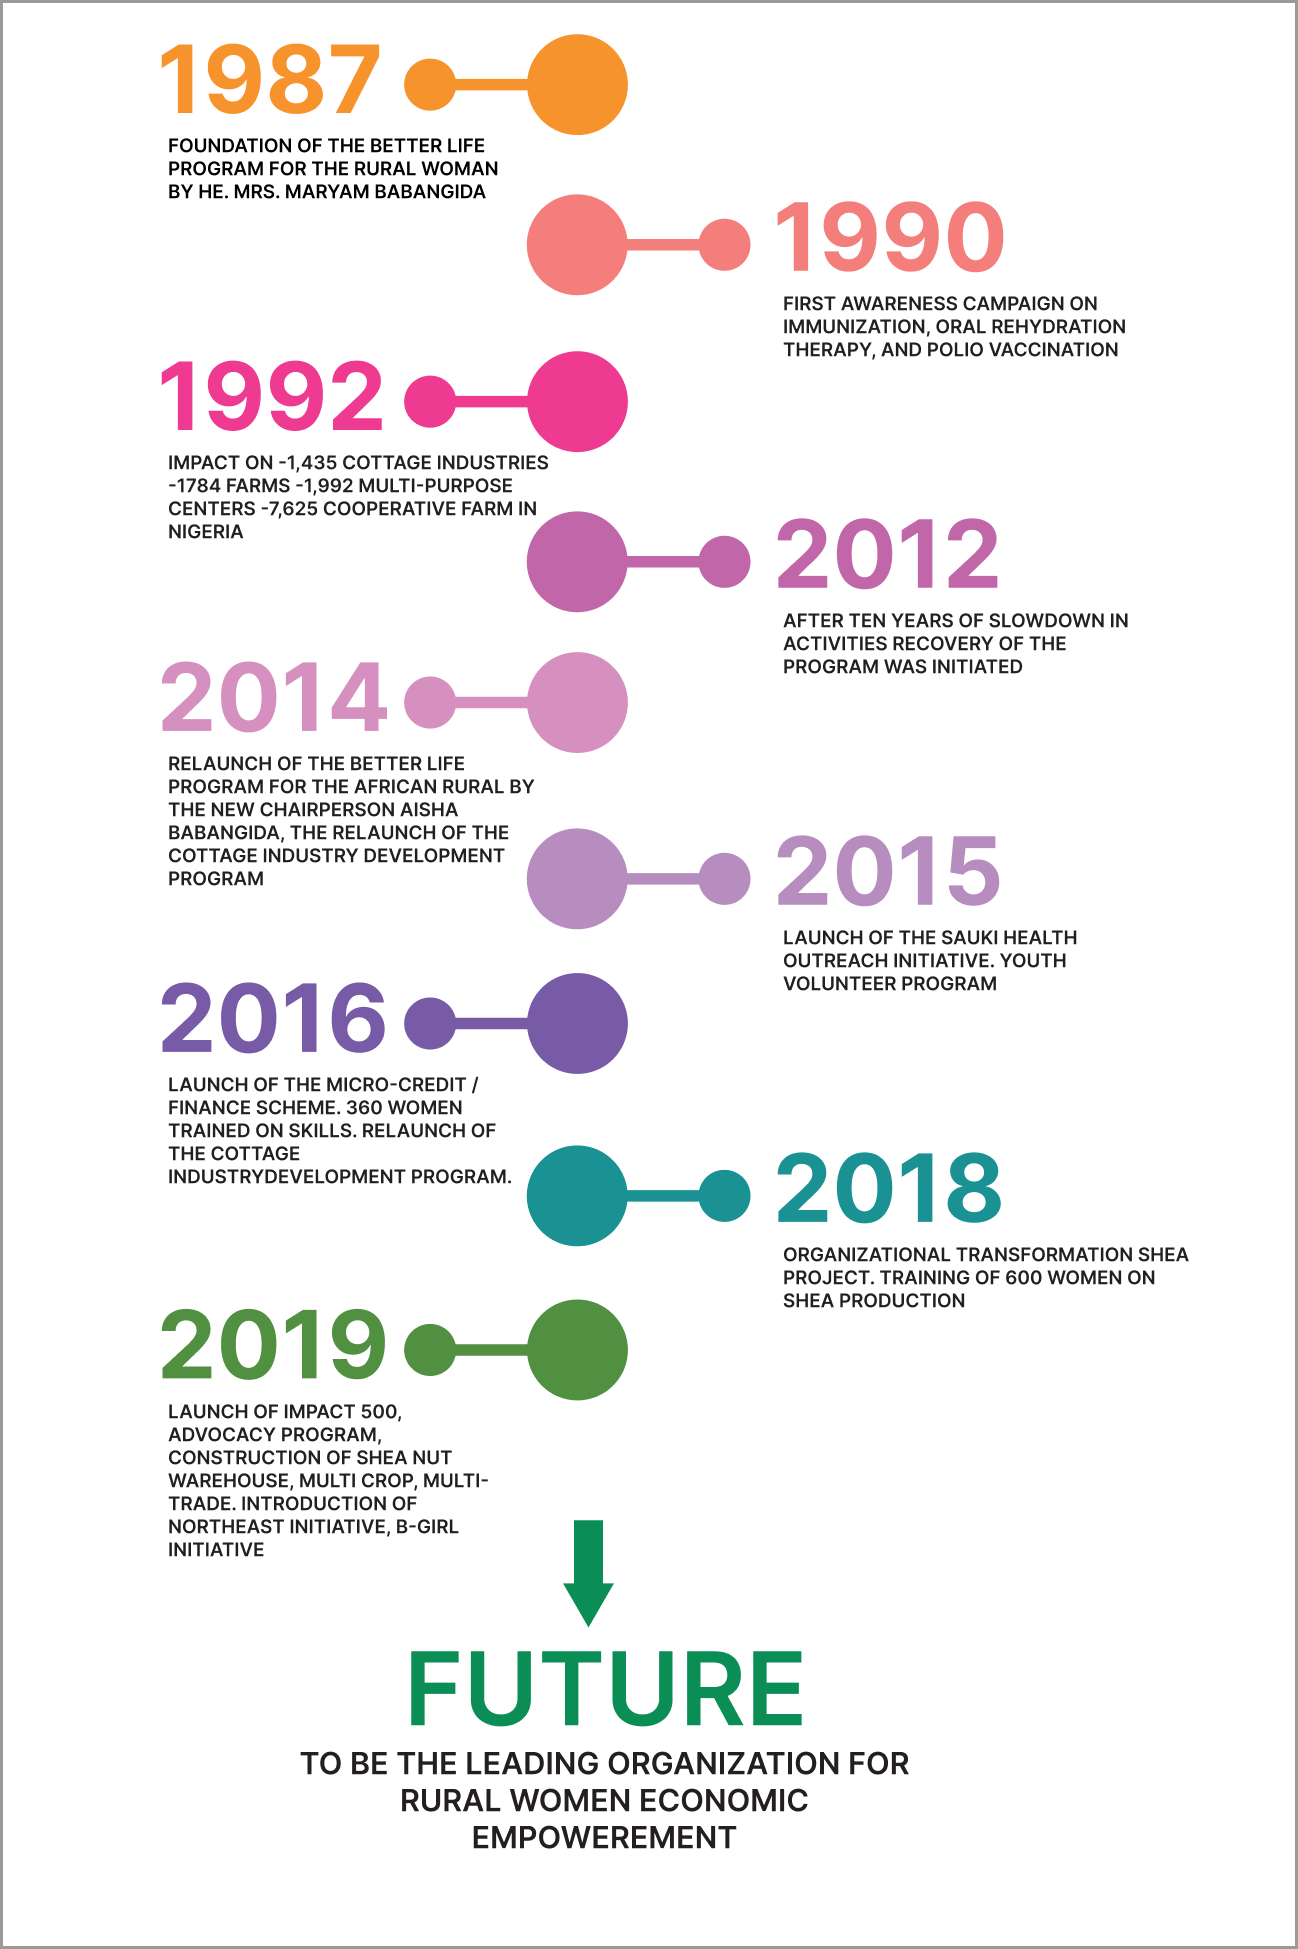 1987
FOUNDATION OF THE BETTER LIFE
PROGRAM FOR THE RURAL WOMAN
BY HE. MRS. MARYAM BABANGIDA
1990
FIRST AWARENESS CAMPAIGN ON
IMMUNIZATION, ORAL REHYDRATION
THERAPY, AND POLIO VACCINATION
1992
IMPACT ON -1,435 COTTAGE INDUSTRIES
-1784 FARMS -1,992 MULTI-PURPOSE
CENTERS -7,625 COOPERATIVE FARM IN
NIGERIA
2012
AFTER TEN YEARS OF SLOWDOWN IN
ACTIVITIES RECOVERY OF THE
PROGRAM WAS INITIATED
2014
RELAUNCH OF THE BETTER LIFE
PROGRAM FOR THE AFRICAN RURAL BY
THE NEW CHAIRPERSON AISHA
BABANGIDA, THE RELAUNCH OF THE
COTTAGE INDUSTRY DEVELOPMENT
PROGRAM
2015
LAUNCH OF THE SAUKI HEALTH
OUTREACH INITIATIVE. YOUTH
VOLUNTEER PROGRAM
2016
LAUNCH OF THE MICRO-CREDIT /
FINANCE SCHEME. 360 WOMEN
TRAINED ON SKILLS. RELAUNCH OF
THE COTTAGE
INDUSTRYDEVELOPMENT PROGRAM.
2018
ORGANIZATIONAL TRANSFORMATION SHEA
PROJECT. TRAINING OF 600 WOMEN ON
SHEA PRODUCTION
2019
LAUNCH OF IMPACT 500,
ADVOCACY PROGRAM,
CONSTRUCTION OF SHEA NUT
WAREHOUSE, MULTI CROP, MULTI-
TRADE. INTRODUCTION OF
NORTHEAST INITIATIVE, B-GIRL
INITIATIVE
FUTURE
TO BE THE LEADING ORGANIZATION FOR
RURAL WOMEN ECONOMIC
EMPOWEREMENT